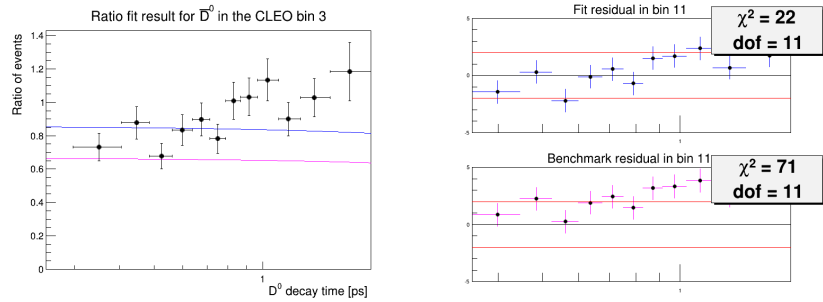 Ratio fit result for D̅⁰ in the CLEO bin 3
Ratio of events
1.4
1.2
1
0.8
0.6
0.4
0.2
0
1
D⁰ decay time [ps]
Fit residual in bin 11
χ² = 22
dof = 11
5
0
-5
1
Benchmark residual in bin 11
χ² = 71
dof = 11
5
0
-5
1